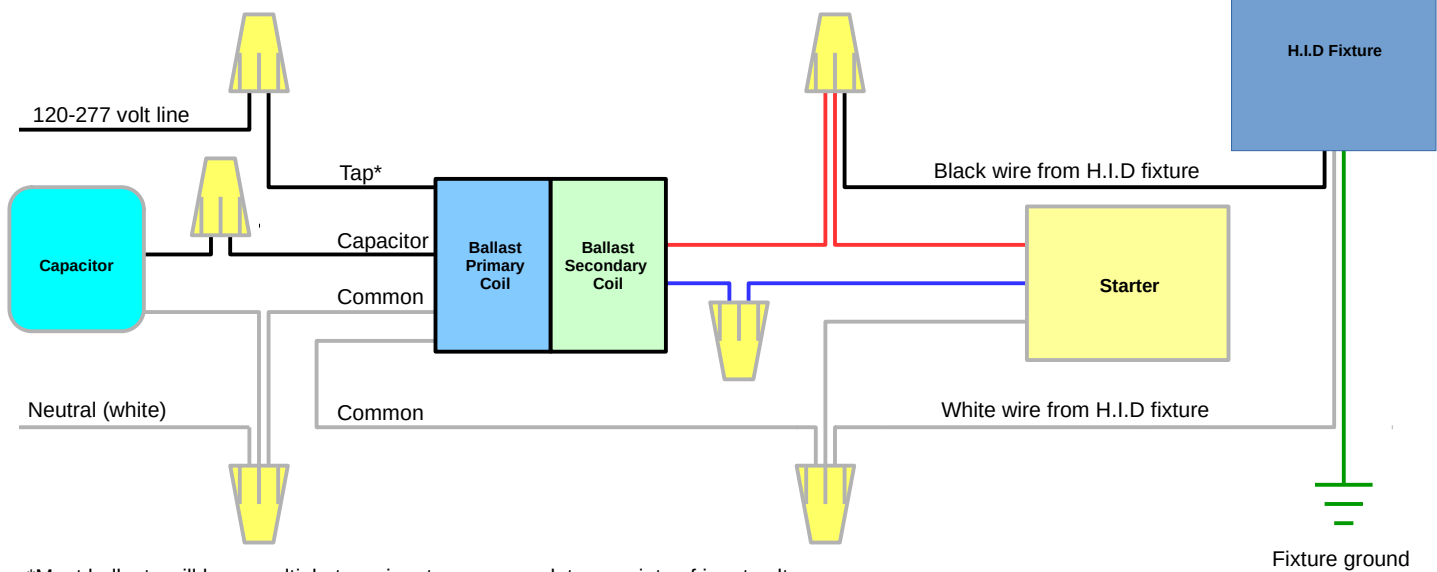 H.I.D Fixture
120-277 volt line
Tap*
Black wire from H.I.D fixture
Capacitor
Capacitor
Ballast
Primary
Coil
Ballast
Secondary
Coil
Starter
Common
Neutral (white)
Common
White wire from H.I.D fixture
Fixture ground